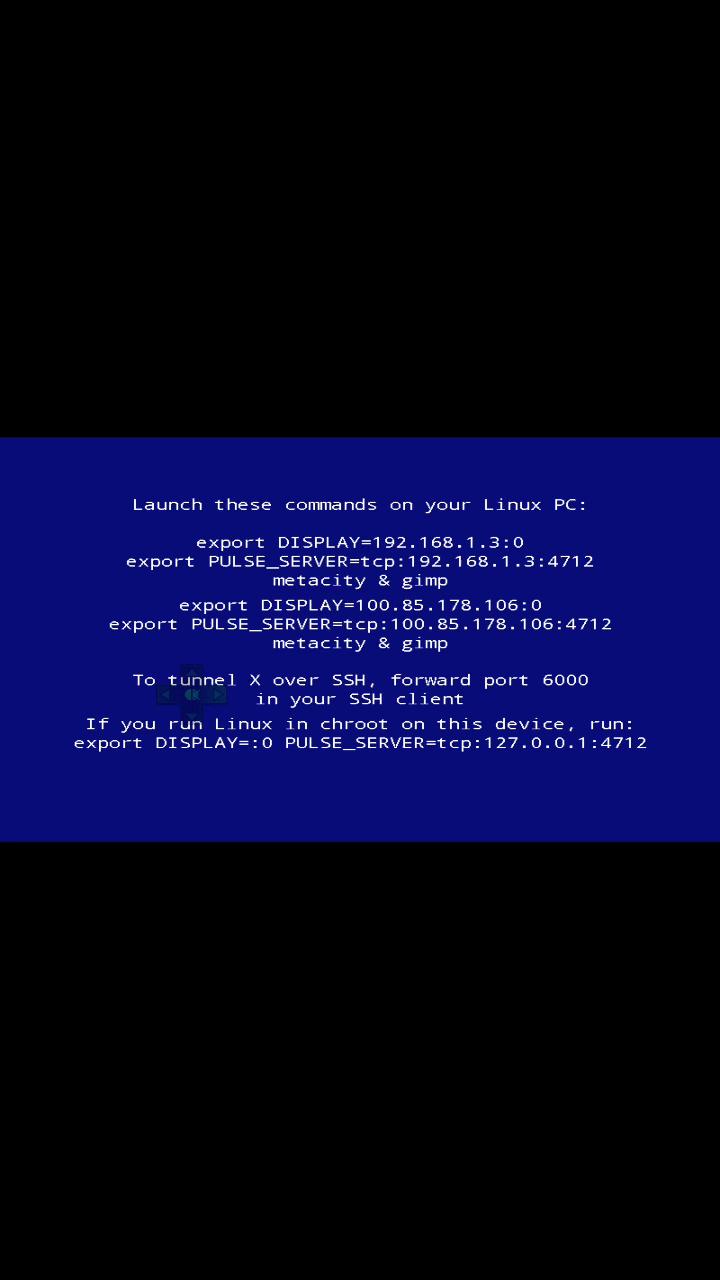 Launch these commands on your Linux PC:
export DISPLAY=192.168.1.3:0
export PULSE_SERVER=tcp:192.168.1.3:4712
metacity & gimp
export DISPLAY=100.85.178.106:0
export PULSE_SERVER=tcp:100.85.178.106:4712
metacity & gimp
To tunnel X over SSH, forward port 6000
in your SSH client
If you run Linux in chroot on this device, run:
export DISPLAY=:0 PULSE_SERVER=tcp:127.0.0.1:4712